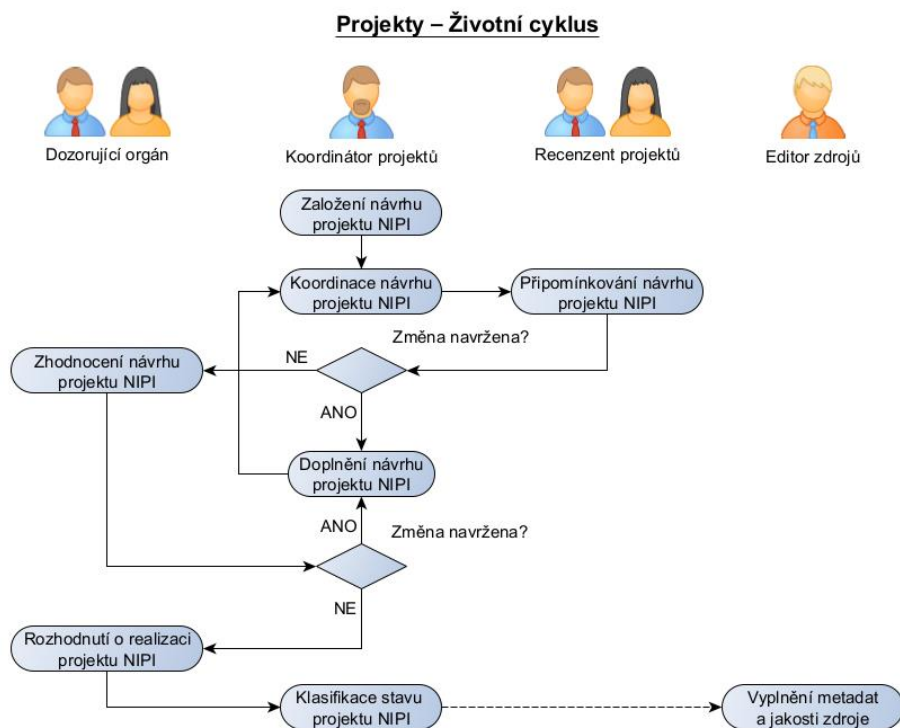 Projekty – Životní cyklus
Dozorující orgán
Koordinátor projektů
Recenzent projektů
Editor zdrojů
Založení návrhu
projektu NIPI
Koordinace návrhu
projektu NIPI
Připomínkování návrhu
projektu NIPI
Změna navržena?
NE
Zhodnocení návrhu
projektu NIPI
ANO
Doplnění návrhu
projektu NIPI
ANO
Změna navržena?
NE
Rozhodnutí o realizaci
projektu NIPI
Klasifikace stavu
projektu NIPI
Vyplnění metadat
a jakosti zdroje